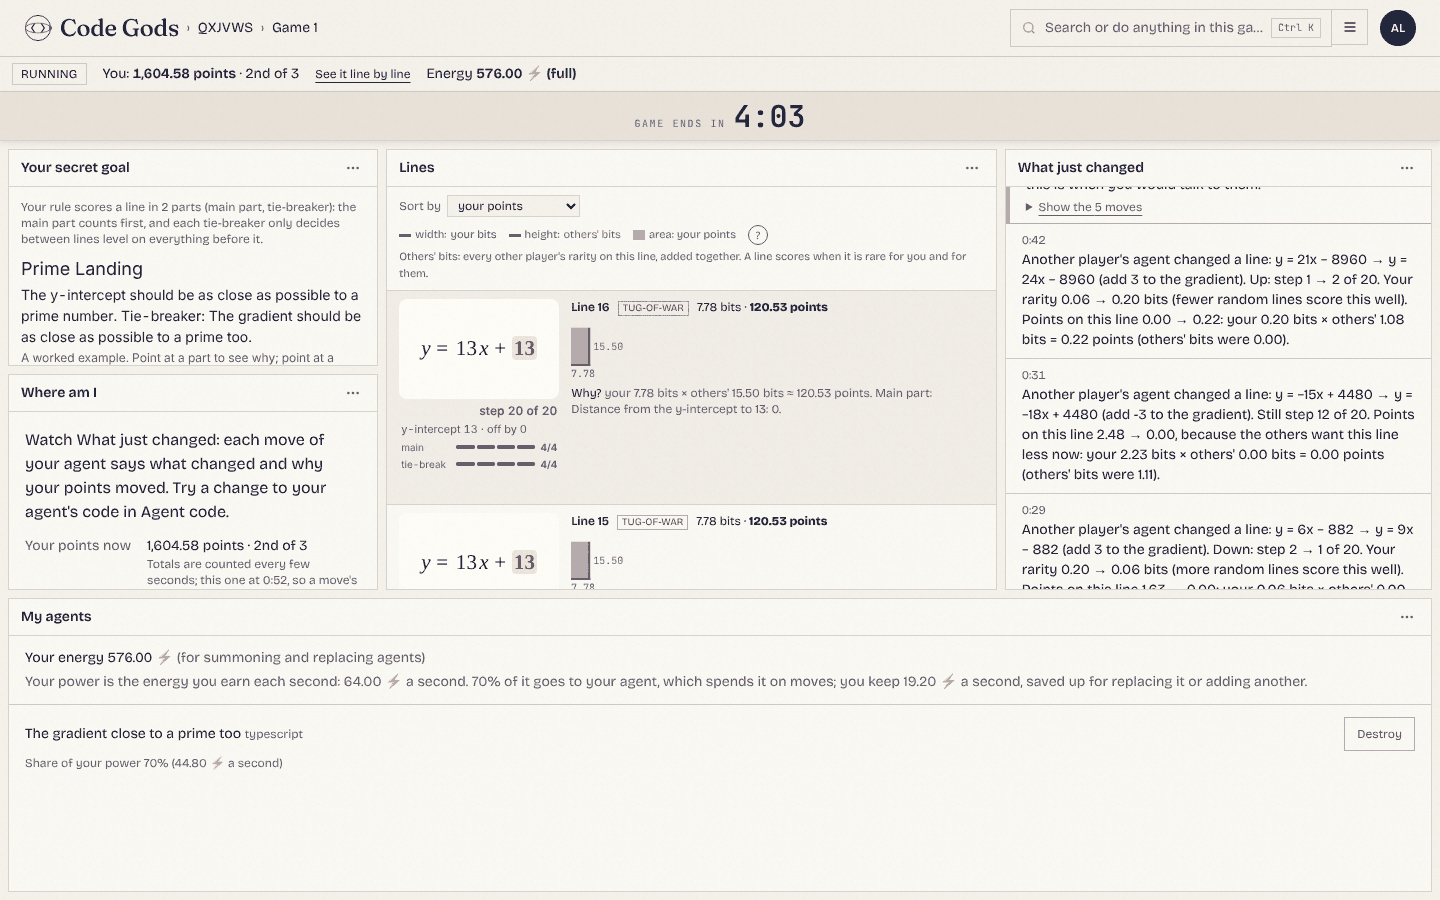 Code Gods › QXJVWS › Game 1
Search or do anything in this ga... Ctrl K
AL
RUNNING You: 1,604.58 points · 2nd of 3 See it line by line Energy 576.00 ⚡ (full)
GAME ENDS IN 4:03
Your secret goal
Your rule scores a line in 2 parts (main part, tie-breaker): the
main part counts first, and each tie-breaker only decides
between lines level on everything before it.
Prime Landing
The y-intercept should be as close as possible to a
prime number. Tie-breaker: The gradient should be
as close as possible to a prime too.
A worked example. Point at a part to see why; point at a
Where am I
Watch What just changed: each move of
your agent says what changed and why
your points moved. Try a change to your
agent's code in Agent code.
Your points now 1,604.58 points · 2nd of 3
Totals are counted every few
seconds; this one at 0:52, so a move's
Lines
Sort by your points
width: your bits height: others' bits area: your points ?
Others' bits: every other player's rarity on this line, added together. A line scores when it is rare for you and for
them.
y = 13x + 13
step 20 of 20
y-intercept 13 · off by 0
main 4/4
tie-break 4/4
Line 16 TUG-OF-WAR 7.78 bits · 120.53 points
15.50
7.78
Why? your 7.78 bits × others' 15.50 bits ≈ 120.53 points. Main part:
Distance from the y-intercept to 13: 0.
y = 13x + 13
Line 15 TUG-OF-WAR 7.78 bits · 120.53 points
15.50
7.78
What just changed
this is when you would talk to them.
▶ Show the 5 moves
0:42
Another player's agent changed a line: y = 21x − 8960 → y =
24x − 8960 (add 3 to the gradient). Up: step 1 → 2 of 20. Your
rarity 0.06 → 0.20 bits (fewer random lines score this well).
Points on this line 0.00 → 0.22: your 0.20 bits × others' 1.08
bits = 0.22 points (others' bits were 0.00).
0:31
Another player's agent changed a line: y = −15x + 4480 → y =
−18x + 4480 (add -3 to the gradient). Still step 12 of 20. Points
on this line 2.48 → 0.00, because the others want this line
less now: your 2.23 bits × others' 0.00 bits = 0.00 points
(others' bits were 1.11).
0:29
Another player's agent changed a line: y = 6x − 882 → y = 9x
− 882 (add 3 to the gradient). Down: step 2 → 1 of 20. Your
rarity 0.20 → 0.06 bits (more random lines score this well).
Points on this line 1.63 → 0.00: your 0.06 bits × others' 0.00
My agents
Your energy 576.00 ⚡ (for summoning and replacing agents)
Your power is the energy you earn each second: 64.00 ⚡ a second. 70% of it goes to your agent, which spends it on moves; you keep 19.20 ⚡ a second, saved up for replacing it or adding another.
The gradient close to a prime too typescript
Destroy
Share of your power 70% (44.80 ⚡ a second)